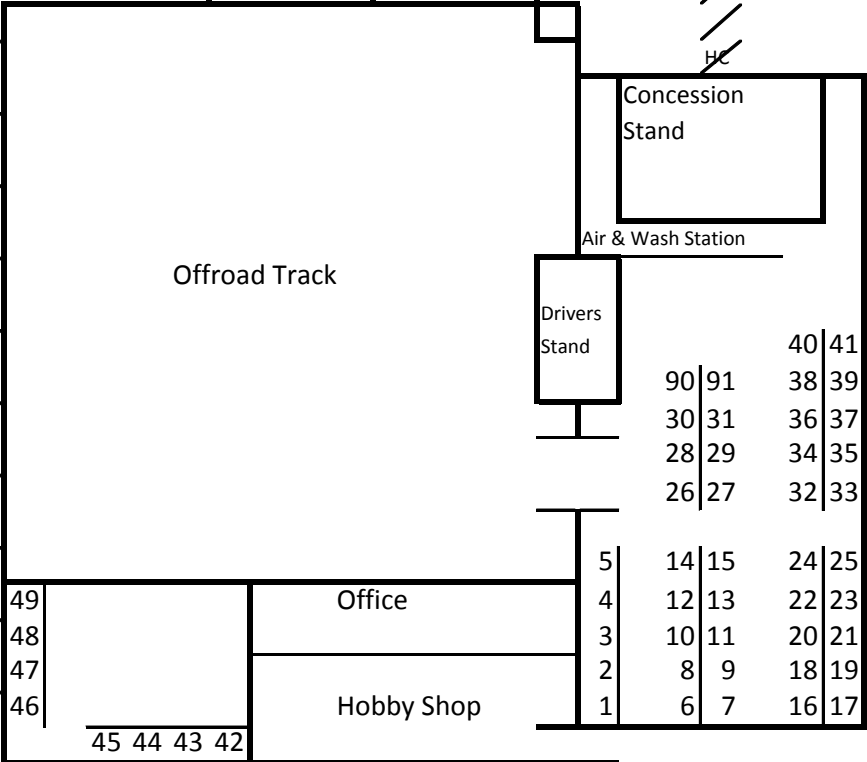 HC
Concession
Stand
Air & Wash Station
Offroad Track
Drivers
Stand
40 41
90 91 38 39
30 31 36 37
28 29 34 35
26 27 32 33
5 14 15 24 25
49 Office 4 12 13 22 23
48 3 10 11 20 21
47 2 8 9 18 19
46 Hobby Shop 1 6 7 16 17
45 44 43 42